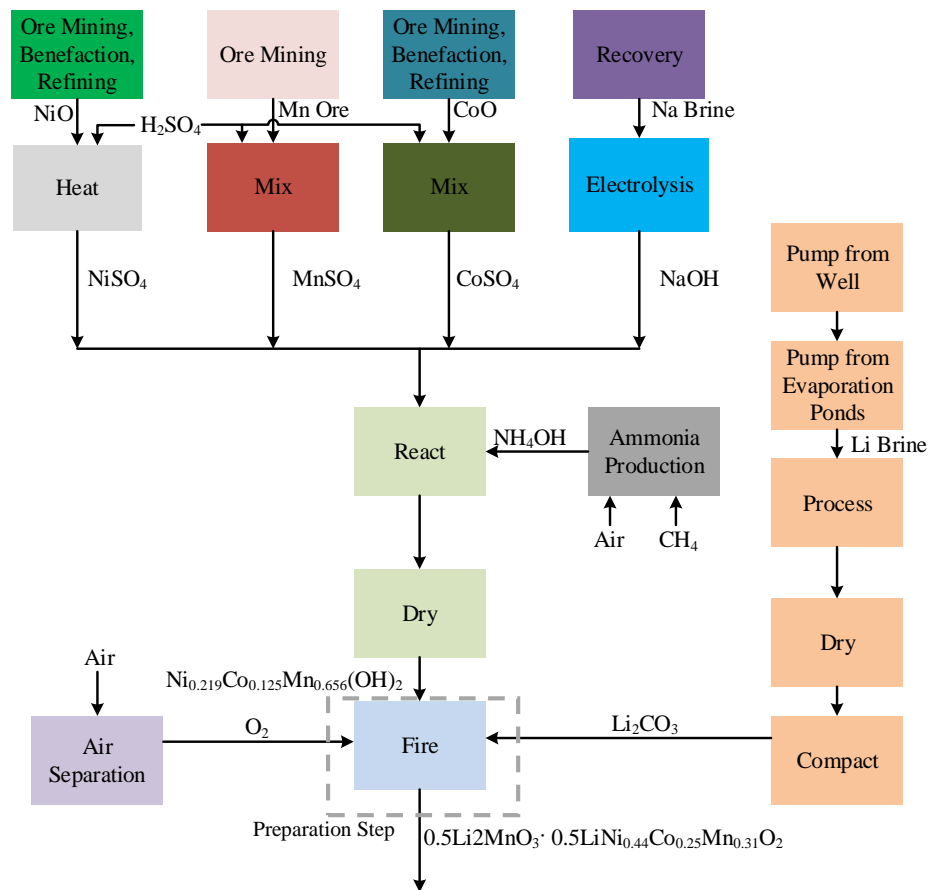 Ore Mining,
Benefaction,
Refining
Ore Mining
Ore Mining,
Benefaction,
Refining
Recovery
NiO
H₂SO₄
Mn Ore
CoO
Na Brine
Heat
Mix
Mix
Electrolysis
NiSO₄
MnSO₄
CoSO₄
NaOH
Pump from
Well
Pump from
Evaporation
Ponds
Li Brine
React
NH₄OH
Ammonia
Production
Air
CH₄
Process
Dry
Dry
Air
Ni₀.₂₁₉Co₀.₁₂₅Mn₀.₆₅₆(OH)₂
Air
Separation
O₂
Fire
Li₂CO₃
Compact
Preparation Step
0.5Li2MnO₃· 0.5LiNi₀.₄₄Co₀.₂₅Mn₀.₃₁O₂